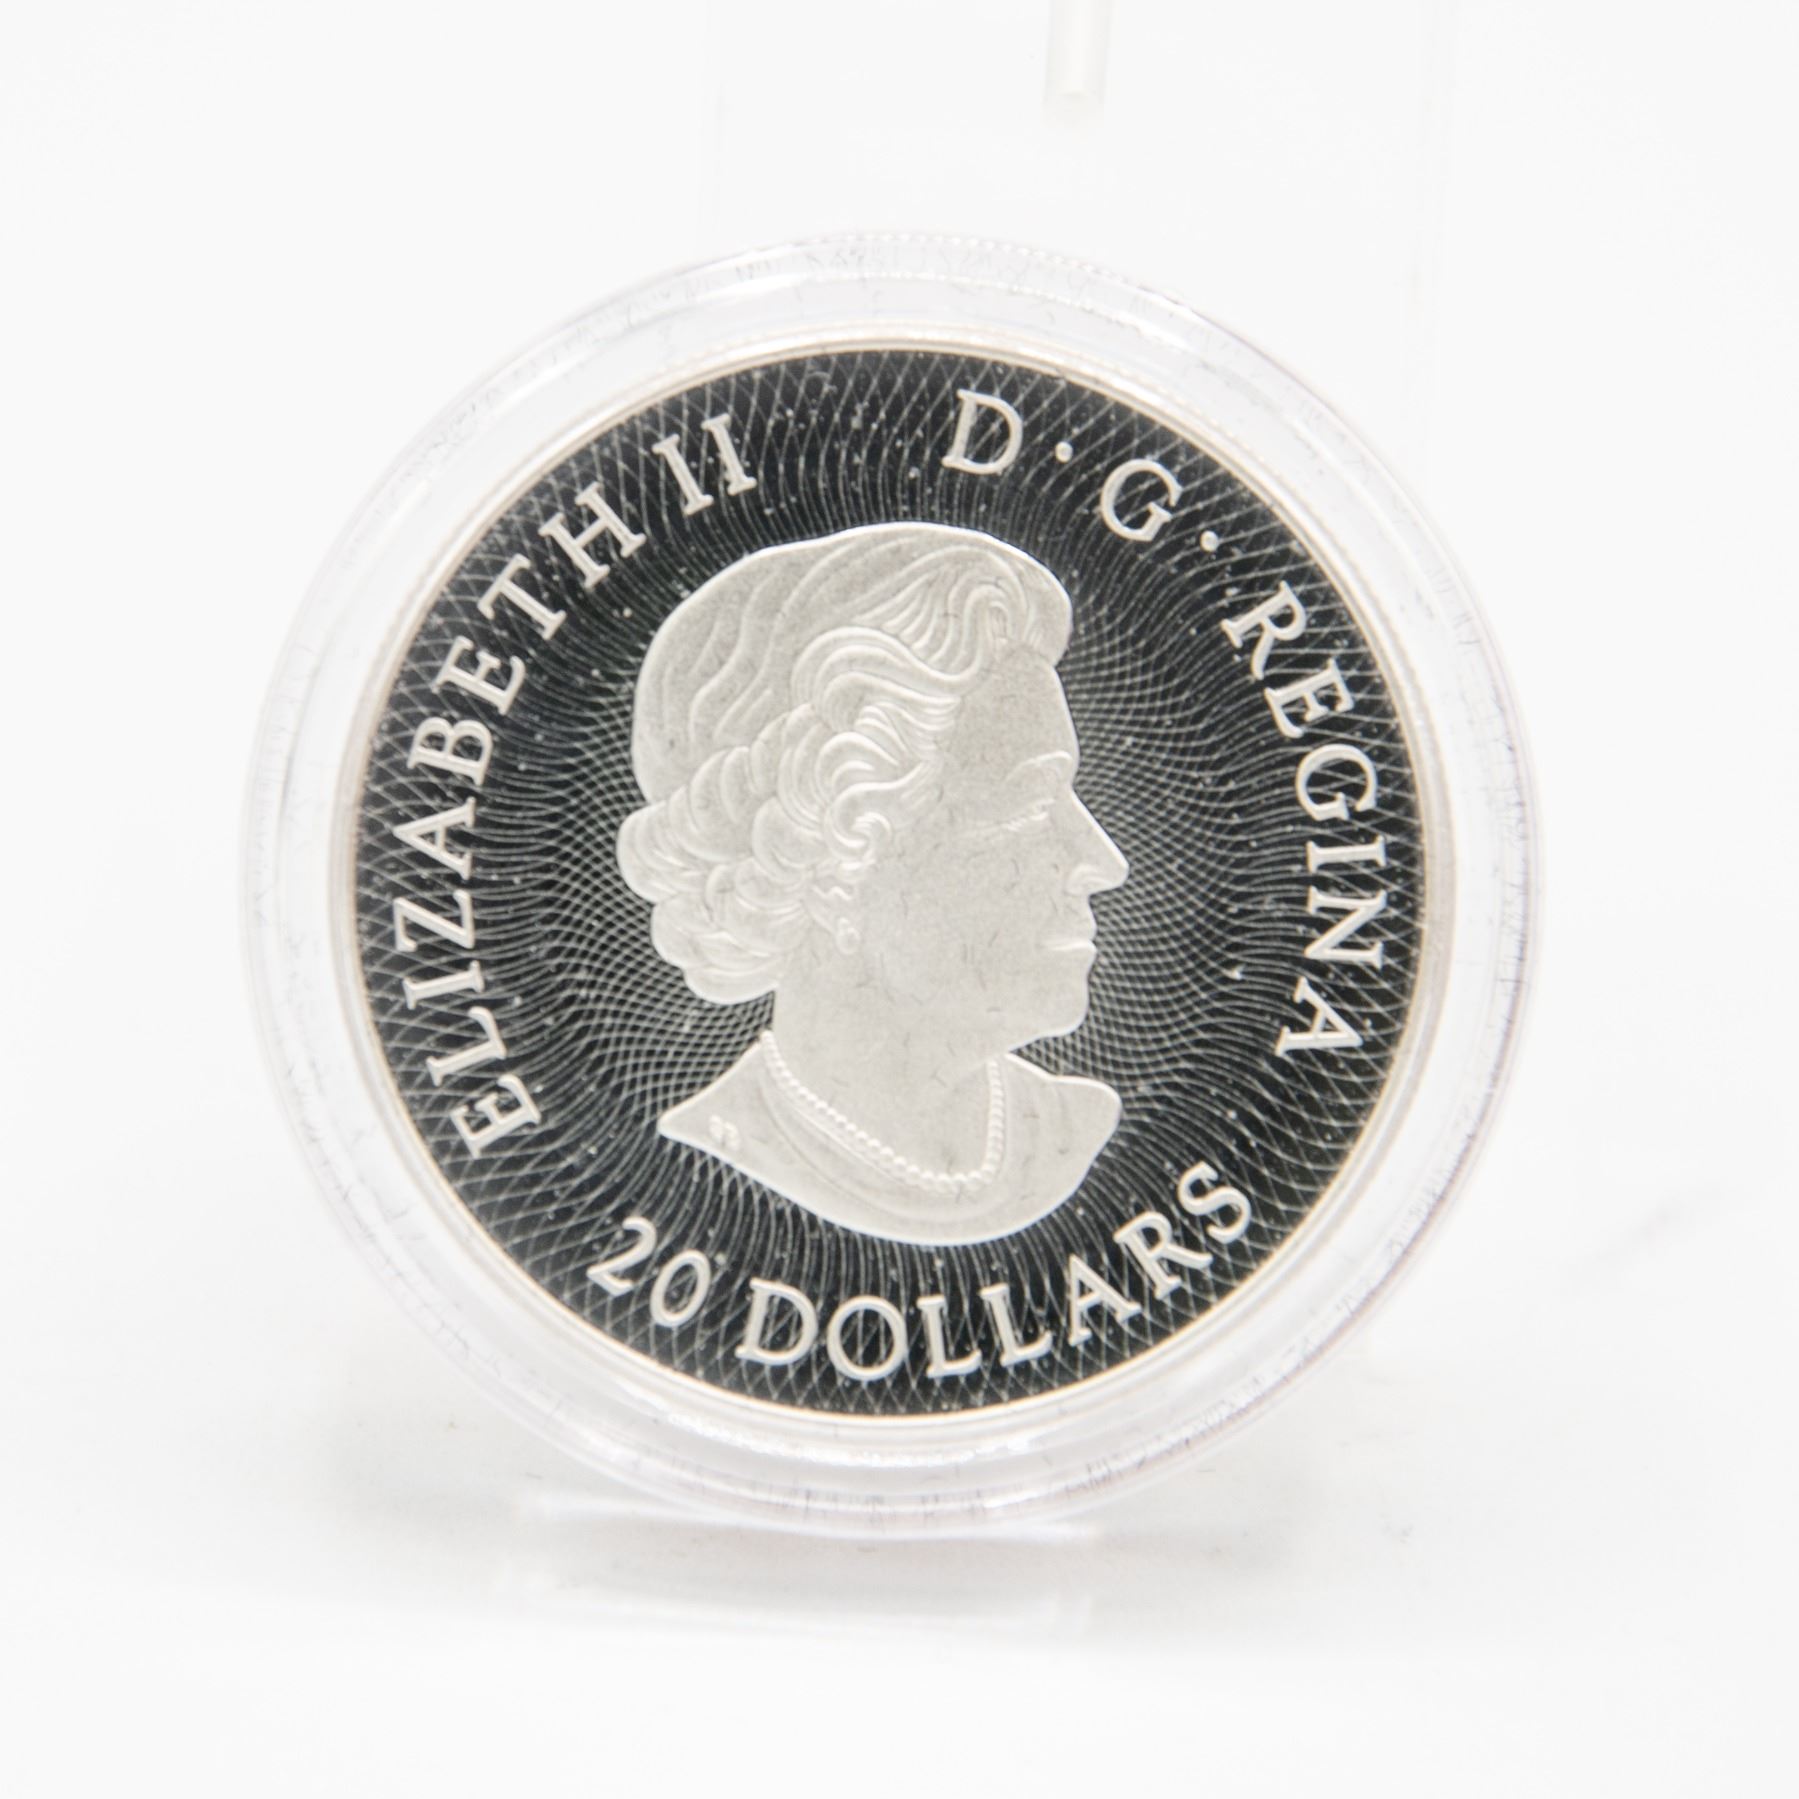 ELIZABETH II D·G·REGINA
20 DOLLARS